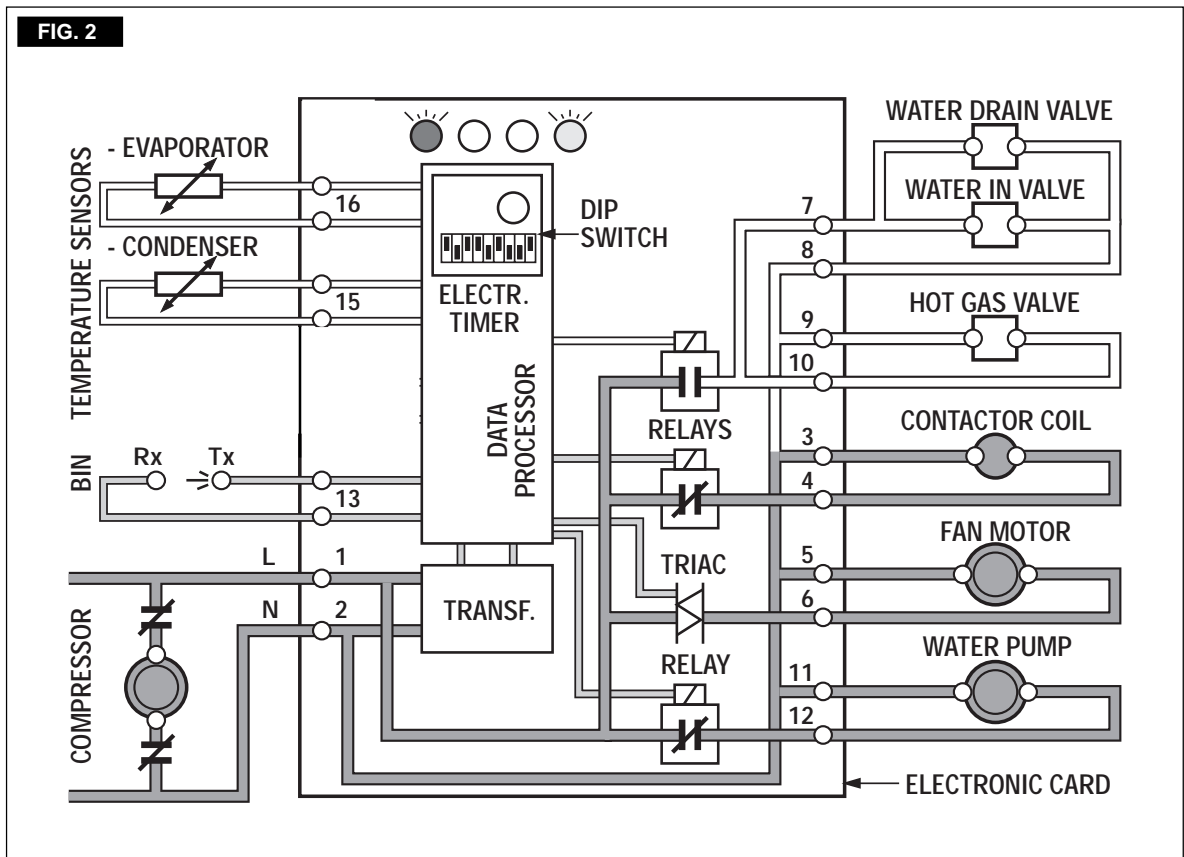 FIG. 2
WATER DRAIN VALVE
- EVAPORATOR
16
TEMPERATURE SENSORS
- CONDENSER
15
DIP
SWITCH
ELECTR.
TIMER
DATA
PROCESSOR
7
WATER IN VALVE
8
HOT GAS VALVE
9
10
RELAYS
CONTACTOR COIL
3
4
BIN
Rx
Tx
13
FAN MOTOR
5
TRIAC
6
L
1
N
2
TRANSF.
COMPRESSOR
RELAY
WATER PUMP
11
12
ELECTRONIC CARD